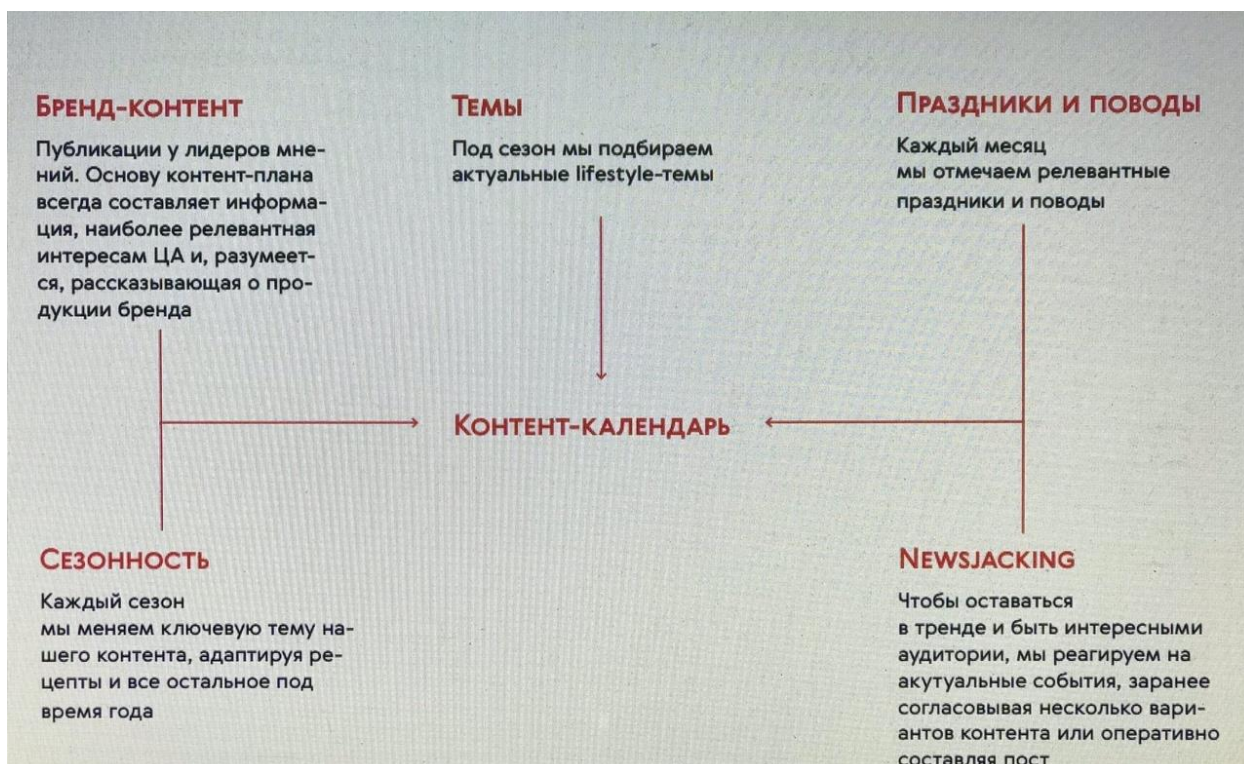 Бренд-контент
Публикации у лидеров мне-
ний. Основу контент-плана
всегда составляет информа-
ция, наиболее релевантная
интересам ЦА и, разумеет-
ся, рассказывающая о про-
дукции бренда
Темы
Под сезон мы подбираем
актуальные lifestyle-темы
Праздники и поводы
Каждый месяц
мы отмечаем релевантные
праздники и поводы
Контент-календарь
Сезонность
Каждый сезон
мы меняем ключевую тему на-
шего контента, адаптируя ре-
цепты и все остальное под
время года
Newsjacking
Чтобы оставаться
в тренде и быть интересными
аудитории, мы реагируем на
акутуальные события, заранее
согласовывая несколько вари-
антов контента или оперативно
составляя пост